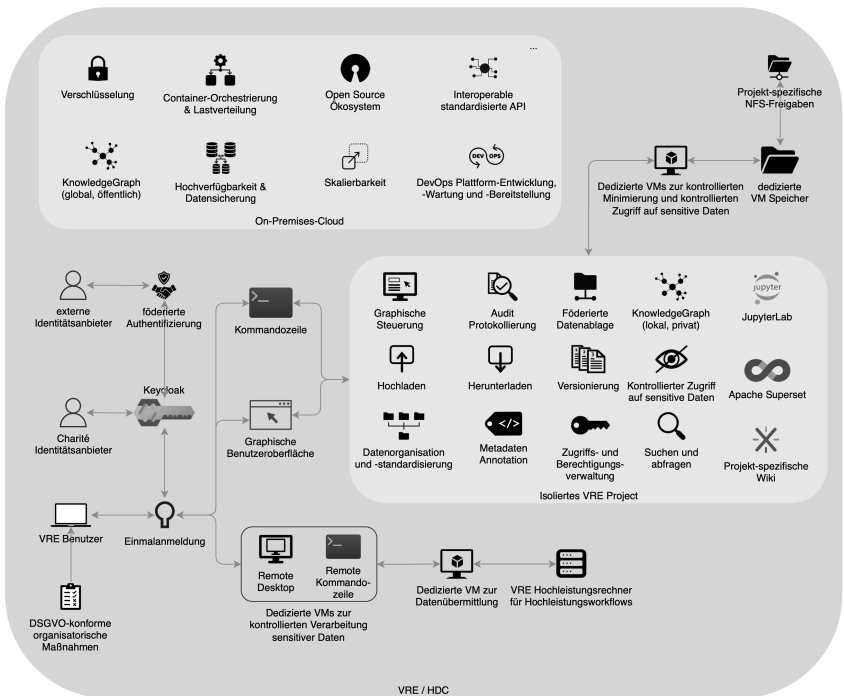 ...
Verschlüsselung
Container-Orchestrierung
& Lastverteilung
Open Source
Ökosystem
Interoperable
standardisierte API
KnowledgeGraph
(global, öffentlich)
Hochverfügbarkeit &
Datensicherung
Skalierbarkeit
DEV OPS
DevOps Plattform-Entwicklung,
-Wartung und -Bereitstellung
On-Premises-Cloud
Projekt-spezifische
NFS-Freigaben
Dedizierte VMs zur kontrollierten
Minimierung und kontrollierten
Zugriff auf sensitive Daten
dedizierte
VM Speicher
externe
Identitätsanbieter
föderierte
Authentifizierung
Keycloak
Charité
Identitätsanbieter
VRE Benutzer
Einmalanmeldung
DSGVO-konforme
organisatorische
Maßnahmen
Kommandozeile
Graphische
Benutzeroberfläche
Graphische
Steuerung
Audit
Protokollierung
Föderierte
Datenablage
KnowledgeGraph
(lokal, privat)
jupyter
JupyterLab
Hochladen
Herunterladen
1 2 3
Versionierung
Kontrollierter Zugriff
auf sensitive Daten
Apache Superset
Datenorganisation
und -standardisierung
</>
Metadaten
Annotation
Zugriffs- und
Berechtigungs-
verwaltung
Suchen und
abfragen
Projekt-spezifische
Wiki
Isoliertes VRE Project
Remote
Desktop
Remote
Kommando-
zeile
Dedizierte VMs zur
kontrollierten Verarbeitung
sensitiver Daten
Dedizierte VM zur
Datenübermittlung
VRE Hochleistungsrechner
für Hochleistungsworkflows
VRE / HDC